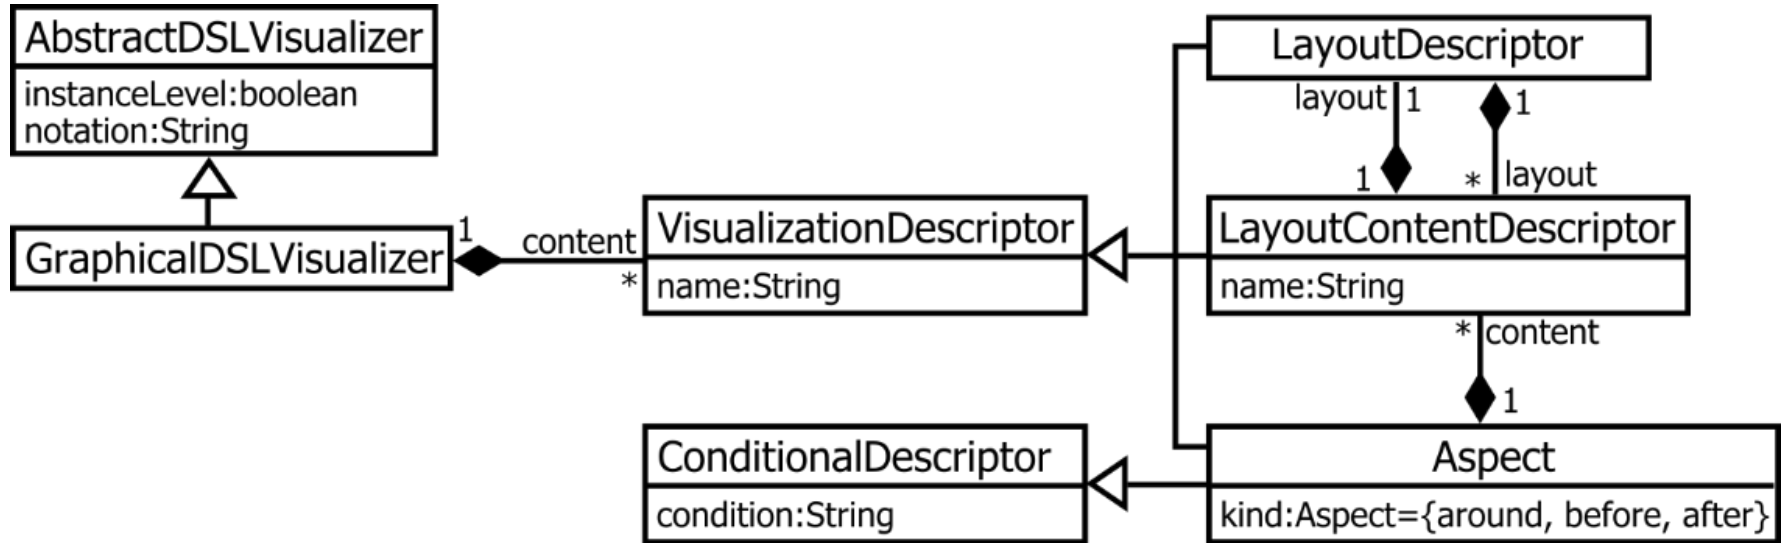 AbstractDSLVisualizer
instanceLevel:boolean
notation:String
GraphicalDSLVisualizer
1
content
*
VisualizationDescriptor
name:String
ConditionalDescriptor
condition:String
LayoutDescriptor
layout 1
1
1
* layout
LayoutContentDescriptor
name:String
* content
1
Aspect
kind:Aspect={around, before, after}